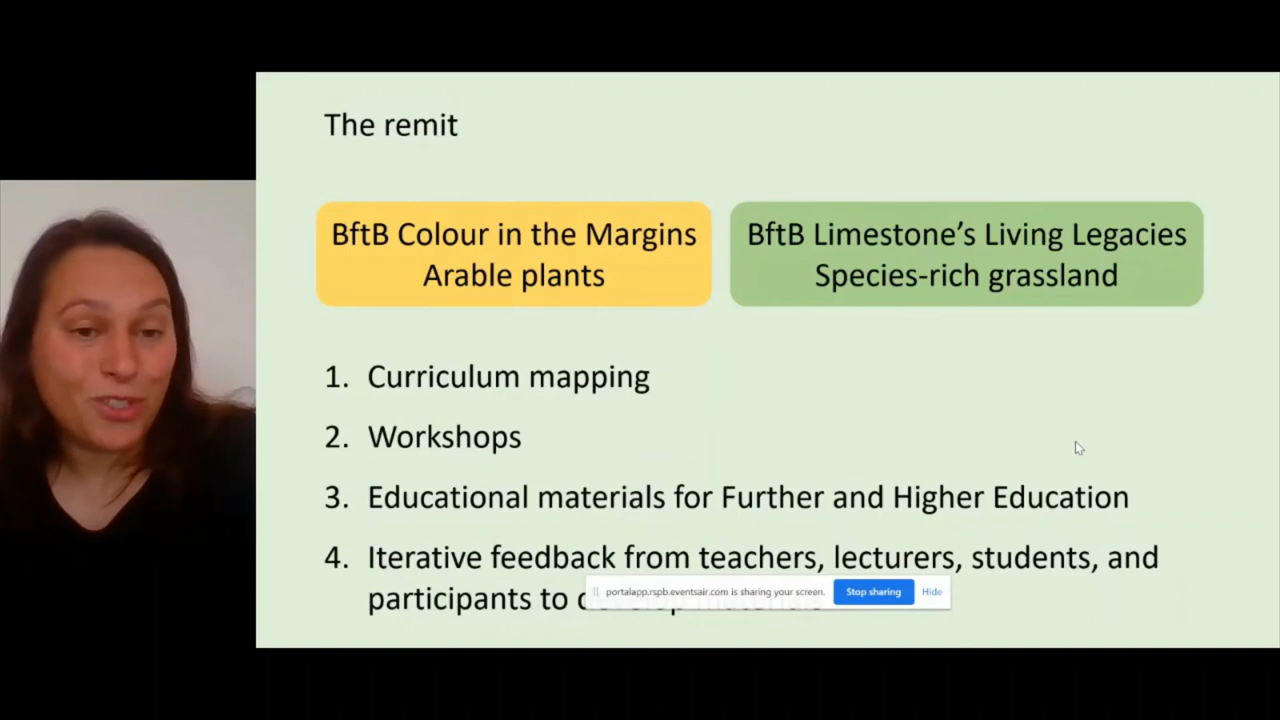 The remit
BftB Colour in the Margins
Arable plants
BftB Limestone’s Living Legacies
Species-rich grassland
1. Curriculum mapping
2. Workshops
3. Educational materials for Further and Higher Education
4. Iterative feedback from teachers, lecturers, students, and
participants to
portalapp.rspb.eventsair.com is sharing your screen. Stop sharing Hide